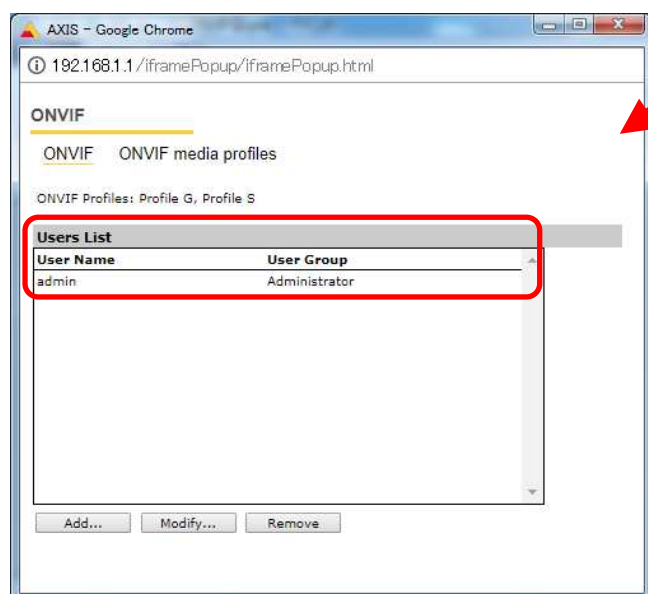 AXIS - Google Chrome
192.168.1.1/iframePopup/iframePopup.html
ONVIF
ONVIF ONVIF media profiles
ONVIF Profiles: Profile G, Profile S
Users List
User Name User Group
admin Administrator
Add... Modify... Remove